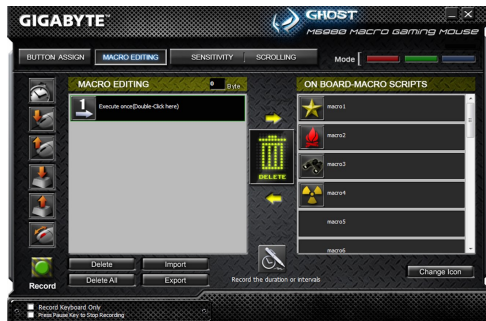 GIGABYTE™
GHOST
M6980 Macro Gaming Mouse
BUTTON ASSIGN
MACRO EDITING
SENSITIVITY
SCROLLING
Mode
MACRO EDITING
Byte
ON BOARD-MACRO SCRIPTS
1
Execute once(Double-Click here)
macro1
macro2
macro3
macro4
macro5
macro6
DELETE
Delete
Import
Delete All
Export
Record
Record the duration or intervals
Change Icon
Record Keyboard Only
Press Pause Key to Stop Recording